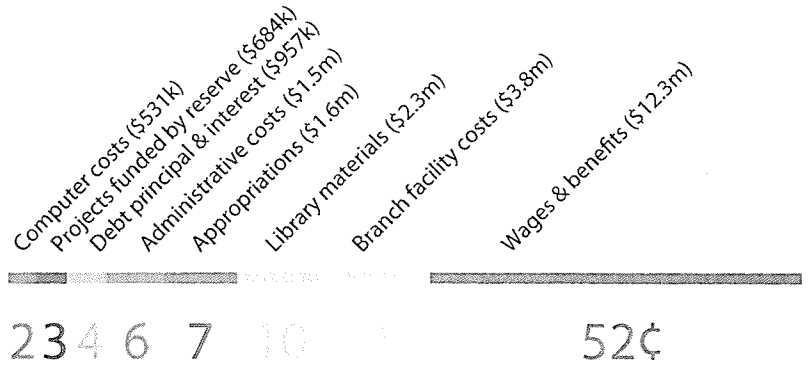 Computer costs ($531k)
Projects funded by reserve ($684k)
Debt principal & interest ($957k)
Administrative costs ($1.5m)
Appropriations ($1.6m)
Library materials ($2.3m)
Branch facility costs ($3.8m)
Wages & benefits ($12.3m)
2 3 4 6 7 10 52¢